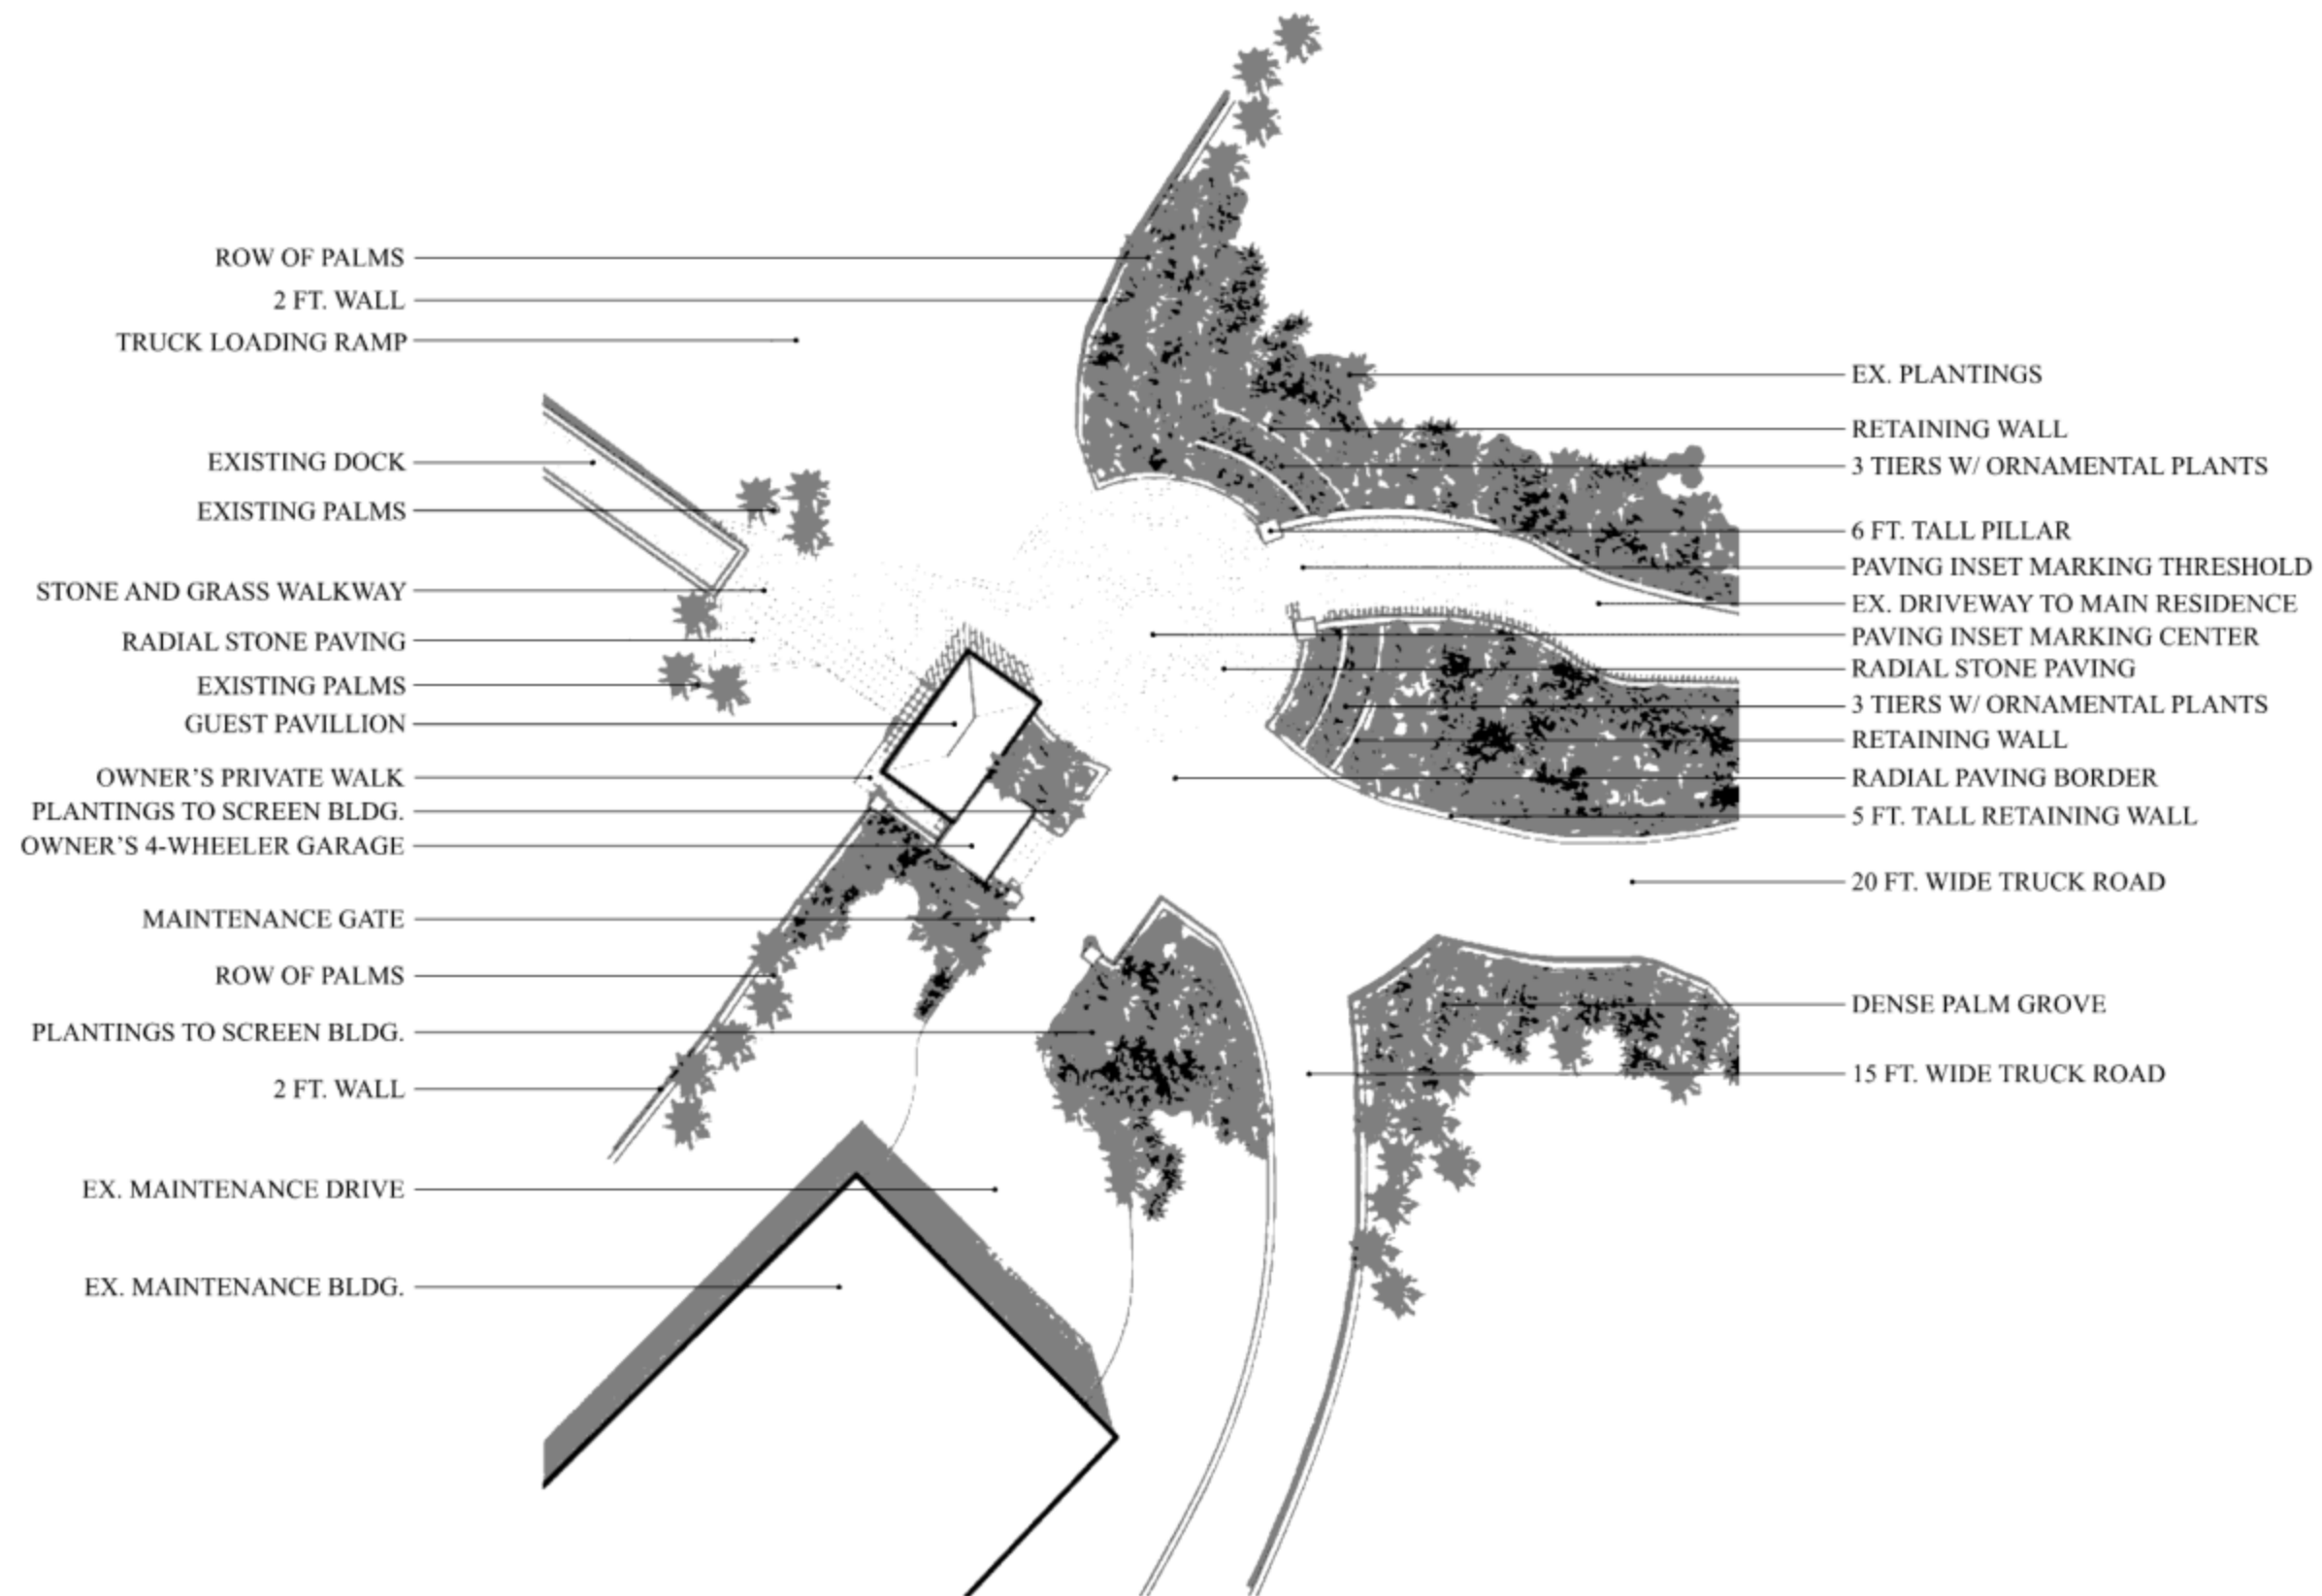 ROW OF PALMS
2 FT. WALL
TRUCK LOADING RAMP
EXISTING DOCK
EXISTING PALMS
STONE AND GRASS WALKWAY
RADIAL STONE PAVING
EXISTING PALMS
GUEST PAVILLION
OWNER'S PRIVATE WALK
PLANTINGS TO SCREEN BLDG.
OWNER'S 4-WHEELER GARAGE
MAINTENANCE GATE
ROW OF PALMS
PLANTINGS TO SCREEN BLDG.
2 FT. WALL
EX. MAINTENANCE DRIVE
EX. MAINTENANCE BLDG.
EX. PLANTINGS
RETAINING WALL
3 TIERS W/ ORNAMENTAL PLANTS
6 FT. TALL PILLAR
PAVING INSET MARKING THRESHOLD
EX. DRIVEWAY TO MAIN RESIDENCE
PAVING INSET MARKING CENTER
RADIAL STONE PAVING
3 TIERS W/ ORNAMENTAL PLANTS
RETAINING WALL
RADIAL PAVING BORDER
5 FT. TALL RETAINING WALL
20 FT. WIDE TRUCK ROAD
DENSE PALM GROVE
15 FT. WIDE TRUCK ROAD